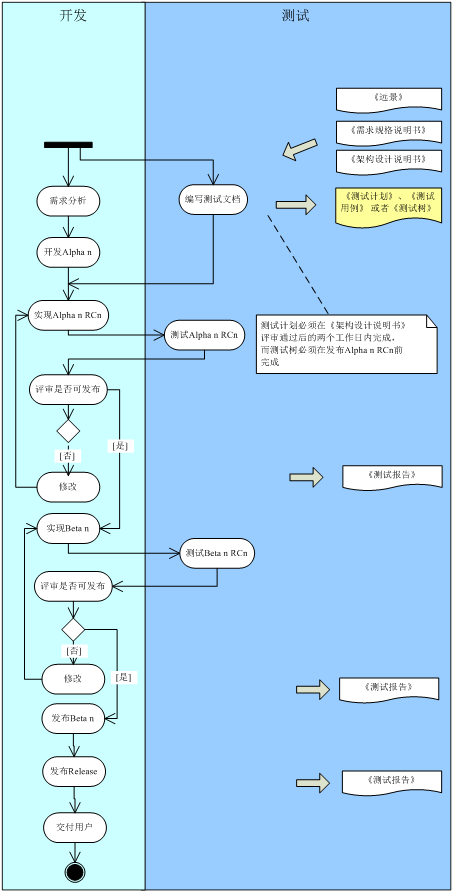 开发
测试
《远景》
《需求规格说明书》
《架构设计说明书》
需求分析
编写测试文档
《测试计划》、《测试
用例》或者《测试树》
开发Alpha n
实现Alpha n RCn
测试Alpha n RCn
测试计划必须在《架构设计说明书》
评审通过后的两个工作日内完成，
而测试树必须在发布Alpha n RCn前
完成
评审是否可发布
[是]
[否]
修改
《测试报告》
实现Beta n
测试Beta n RCn
评审是否可发布
[否]
[是]
修改
《测试报告》
发布Beta n
发布Release
《测试报告》
交付用户